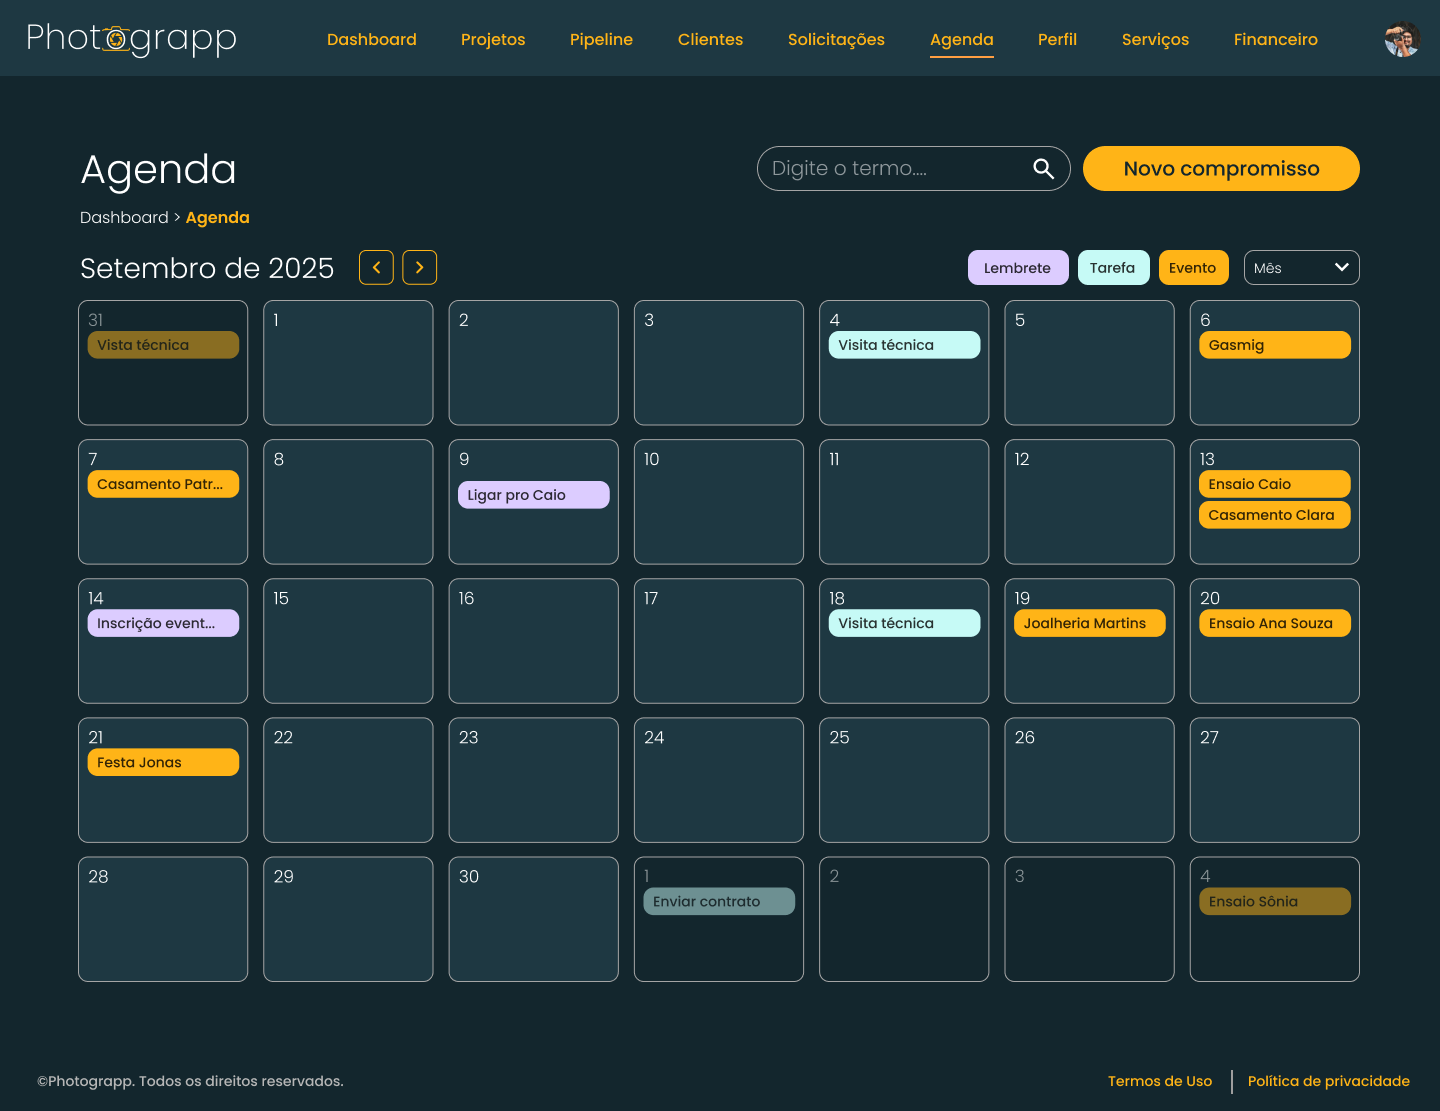 Photograpp
Dashboard Projetos Pipeline Clientes Solicitações Agenda Perfil Serviços Financeiro
Agenda
Digite o termo....
Novo compromisso
Dashboard > Agenda
Setembro de 2025
Lembrete Tarefa Evento Mês
31 1 2 3 4 5 6
Vista técnica Visita técnica Gasmig
7 8 9 10 11 12 13
Casamento Patr... Ligar pro Caio Ensaio Caio
Casamento Clara
14 15 16 17 18 19 20
Inscrição event... Visita técnica Joalheria Martins Ensaio Ana Souza
21 22 23 24 25 26 27
Festa Jonas
28 29 30 1 2 3 4
Enviar contrato Ensaio Sônia
©Photograpp. Todos os direitos reservados.
Termos de Uso Política de privacidade